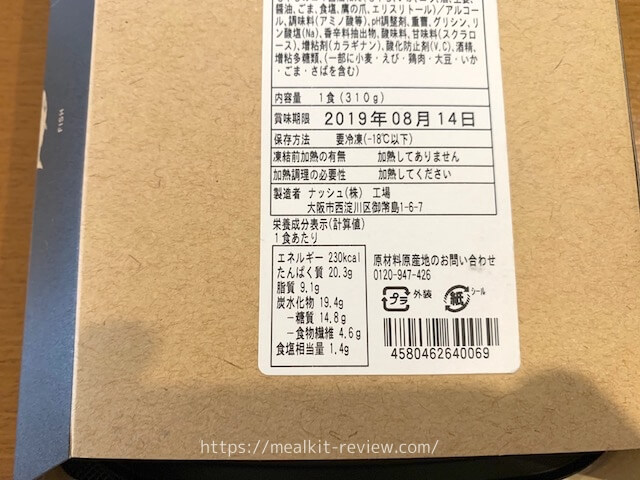 醤油、ごま、食塩、鷹の爪、エリスリトール)／アルコー
ル、調味料(アミノ酸等)、pH調整剤、重曹、グリシン、リ
ン酸塩(Na)、香辛料抽出物、酸味料、甘味料(スクラロ
ース)、増粘剤(カラギナン)、酸化防止剤(V.C)、酒精、
増粘多糖類、(一部に小麦・えび・鶏肉・大豆・いか
・ごま・さばを含む)
内容量 1食(310g)
賞味期限 2019年08月14日
保存方法 要冷凍(-18℃以下)
凍結前加熱の有無 加熱してありません
加熱調理の必要性 加熱してください
製造者 ナッシュ(株) 工場
大阪市西淀川区御幣島1-6-7
栄養成分表示(計算値)
1食あたり
エネルギー 230kcal
たんぱく質 20.3g
脂質 9.1g
炭水化物 19.4g
－糖質 14.8g
－食物繊維 4.6g
食塩相当量 1.4g
原材料原産地のお問い合わせ
0120-947-426
プラ 外装 紙 シール
4580462640069
FISH
https://mealkit-review.com/